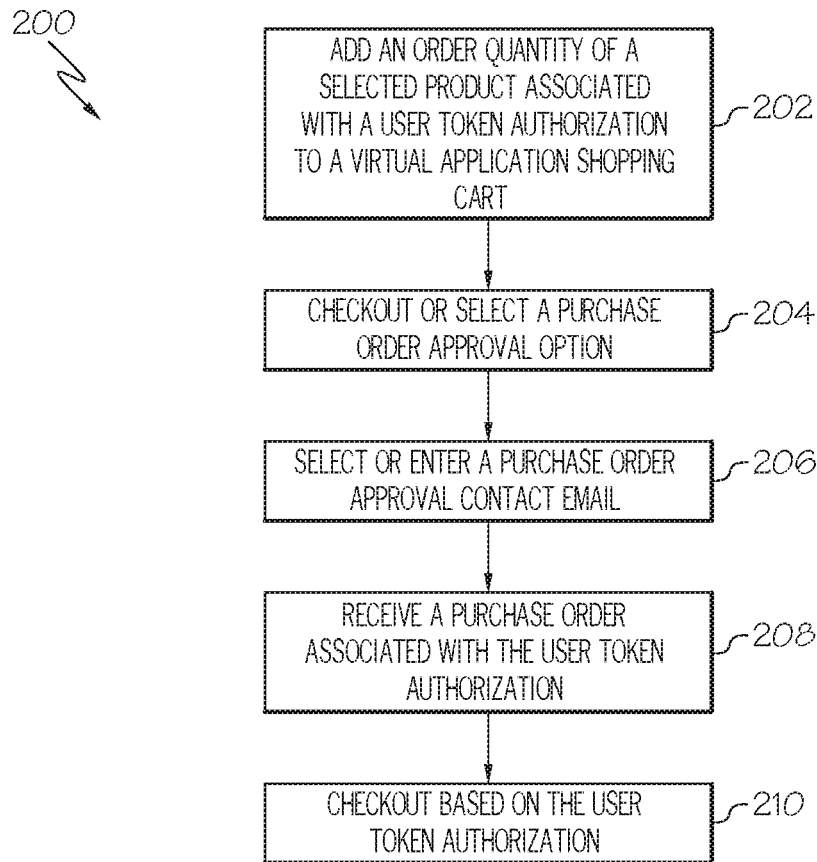 200
ADD AN ORDER QUANTITY OF A
SELECTED PRODUCT ASSOCIATED
WITH A USER TOKEN AUTHORIZATION
TO A VIRTUAL APPLICATION SHOPPING
CART
202
CHECKOUT OR SELECT A PURCHASE
ORDER APPROVAL OPTION
204
SELECT OR ENTER A PURCHASE ORDER
APPROVAL CONTACT EMAIL
206
RECEIVE A PURCHASE ORDER
ASSOCIATED WITH THE USER TOKEN
AUTHORIZATION
208
CHECKOUT BASED ON THE USER
TOKEN AUTHORIZATION
210